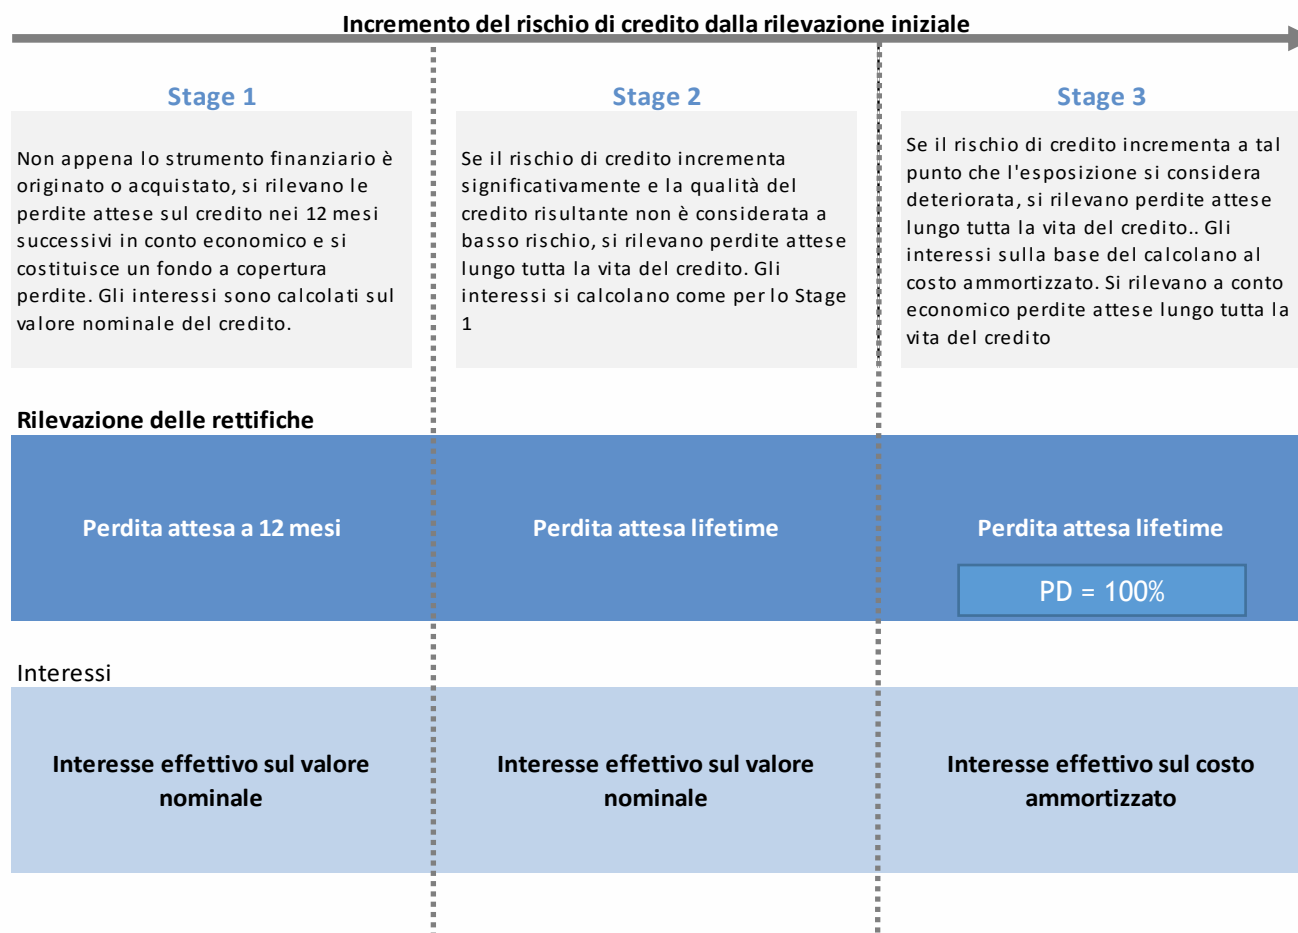 Incremento del rischio di credito dalla rilevazione iniziale
Stage 1
Non appena lo strumento finanziario è
originato o acquistato, si rilevano le
perdite attese sul credito nei 12 mesi
successivi in conto economico e si
costituisce un fondo a copertura
perdite. Gli interessi sono calcolati sul
valore nominale del credito.
Stage 2
Se il rischio di credito incrementa
significativamente e la qualità del
credito risultante non è considerata a
basso rischio, si rilevano perdite attese
lungo tutta la vita del credito. Gli
interessi si calcolano come per lo Stage
1
Stage 3
Se il rischio di credito incrementa a tal
punto che l'esposizione si considera
deteriorata, si rilevano perdite attese
lungo tutta la vita del credito.. Gli
interessi sulla base del calcolano al
costo ammortizzato. Si rilevano a conto
economico perdite attese lungo tutta la
vita del credito
Rilevazione delle rettifiche
Perdita attesa a 12 mesi
Perdita attesa lifetime
Perdita attesa lifetime
PD = 100%
Interessi
Interesse effettivo sul valore
nominale
Interesse effettivo sul valore
nominale
Interesse effettivo sul costo
ammortizzato